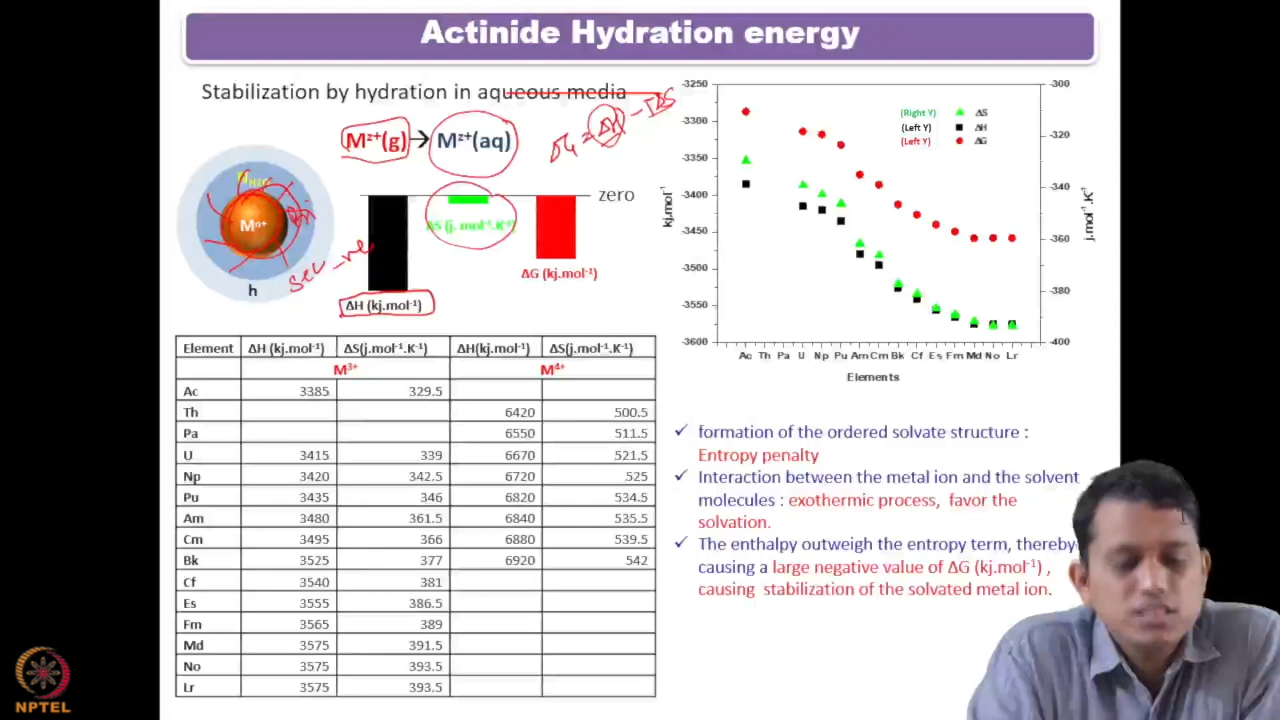 Actinide Hydration energy
Stabilization by hydration in aqueous media
Mᶻ⁺(g) → Mᶻ⁺(aq)
ΔG = ΔH - TΔS
zero
Mⁿ⁺
h
ΔS (j. mol⁻¹.K⁻¹)
ΔG (kj.mol⁻¹)
ΔH (kj.mol⁻¹)
Element ΔH (kj.mol⁻¹) ΔS(j.mol⁻¹.K⁻¹) ΔH(kj.mol⁻¹) ΔS(j.mol⁻¹.K⁻¹)
M³⁺ M⁴⁺
Ac 3385 329.5
Th 6420 500.5
Pa 6550 511.5
U 3415 339 6670 521.5
Np 3420 342.5 6720 525
Pu 3435 346 6820 534.5
Am 3480 361.5 6840 535.5
Cm 3495 366 6880 539.5
Bk 3525 377 6920 542
Cf 3540 381
Es 3555 386.5
Fm 3565 389
Md 3575 391.5
No 3575 393.5
Lr 3575 393.5
-3250 -300
-3300 -320
-3350
-3400 -340
-3450 -360
-3500
-3550 -380
-3600 -400
kj.mol⁻¹
j.mol⁻¹.K⁻¹
(Right Y) ΔS
(Left Y) ΔH
(Left Y) ΔG
Ac Th Pa U Np Pu Am Cm Bk Cf Es Fm Md No Lr
Elements
✓ formation of the ordered solvate structure :
Entropy penalty
✓ Interaction between the metal ion and the solvent
molecules : exothermic process, favor the
solvation.
✓ The enthalpy outweigh the entropy term, thereby
causing a large negative value of ΔG (kj.mol⁻¹) ,
causing stabilization of the solvated metal ion.
NPTEL